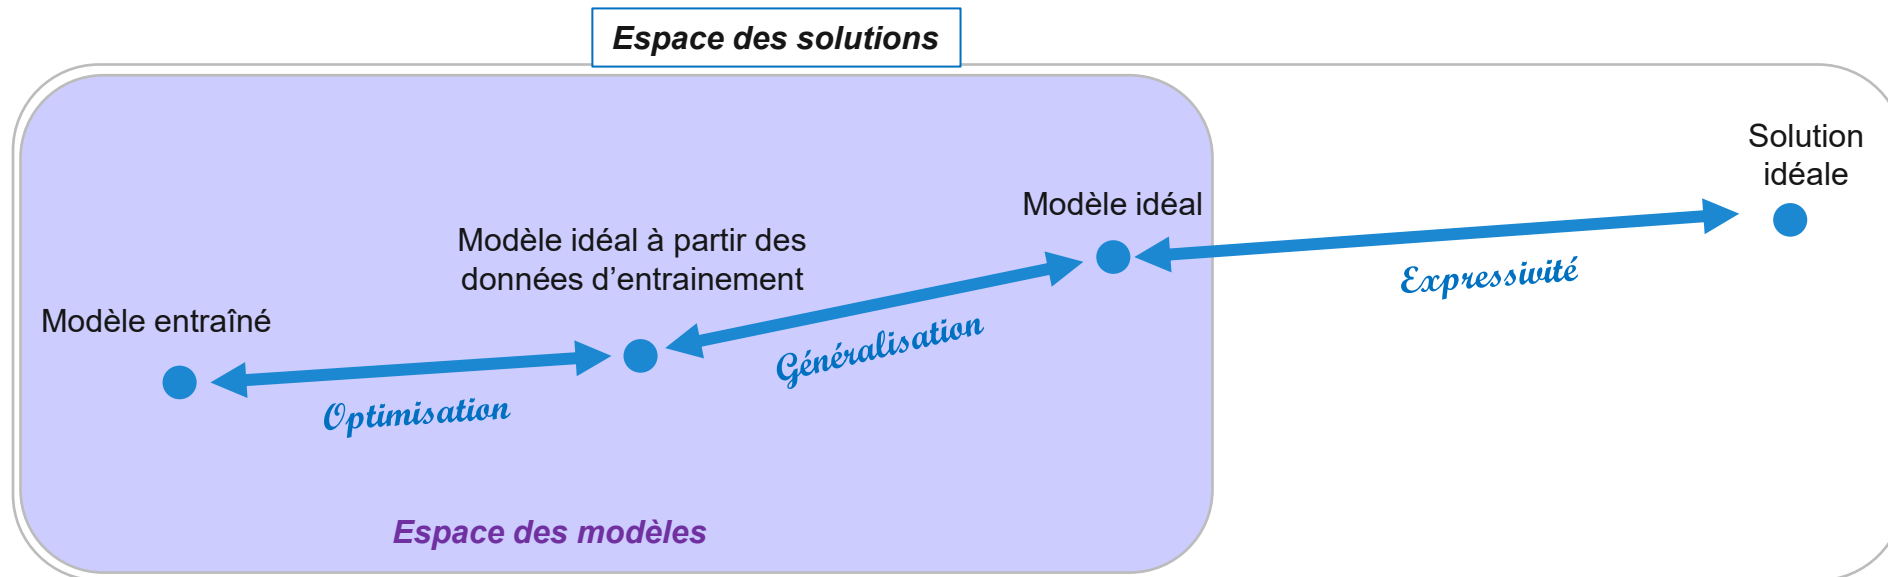 Espace des solutions
Solution
idéale
Modèle idéal
Modèle idéal à partir des
données d’entrainement
Expressivité
Modèle entraîné
Généralisation
Optimisation
Espace des modèles